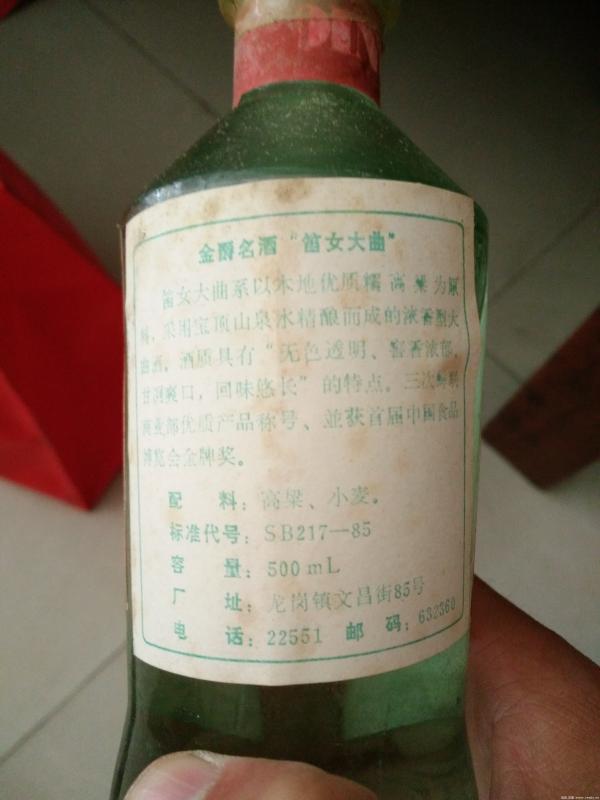 金爵名酒“笛女大曲”
笛女大曲系以本地优质糯高粱为原
料，采用宝顶山泉水精酿而成的浓香型大
曲酒。酒质具有“无色透明、窖香浓郁、
甘冽爽口，回味悠长”的特点。三次蝉联
商业部优质产品称号、並获首届中国食品
博览会金牌奖。
配 料：高粱、小麦。
标准代号：SB217—85
容 量：500mL
厂 址：龙岗镇文昌街85号
电 话：22551 邮 码：632360